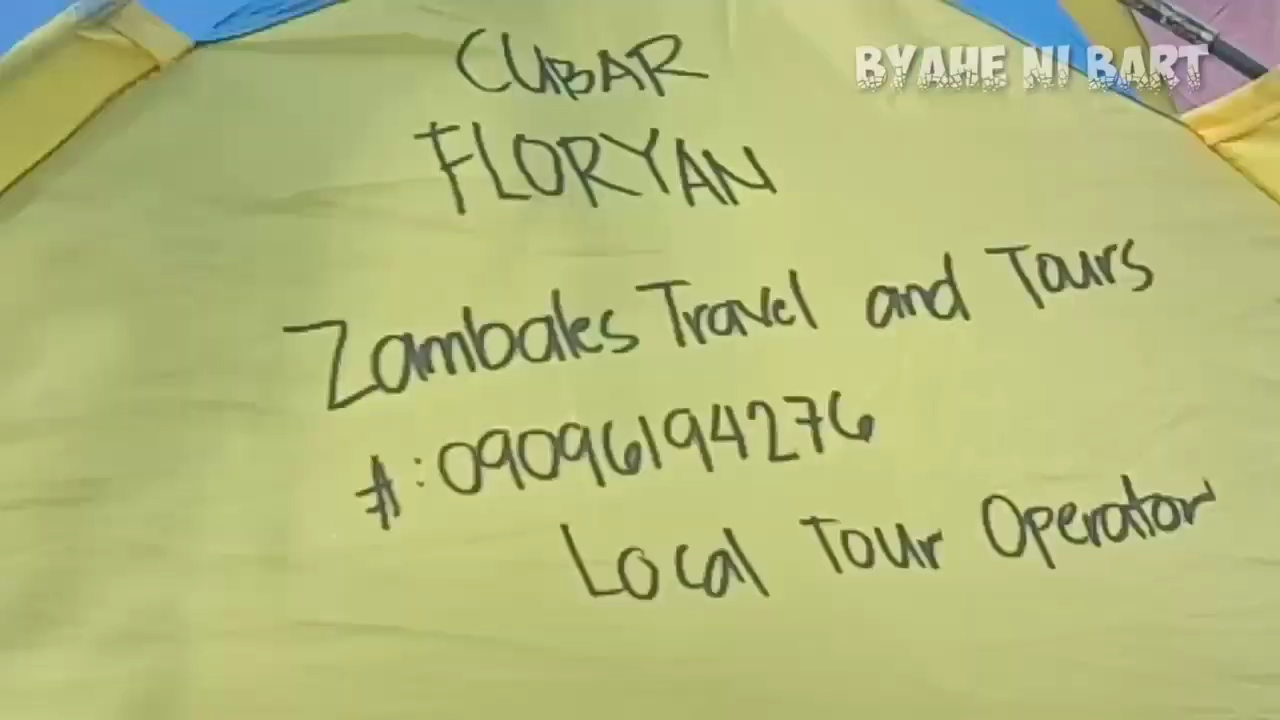 BYAHE NI BART
CUBAR
FLORYAN
Zambales Travel and Tours
#:09096194276
Local Tour Operator